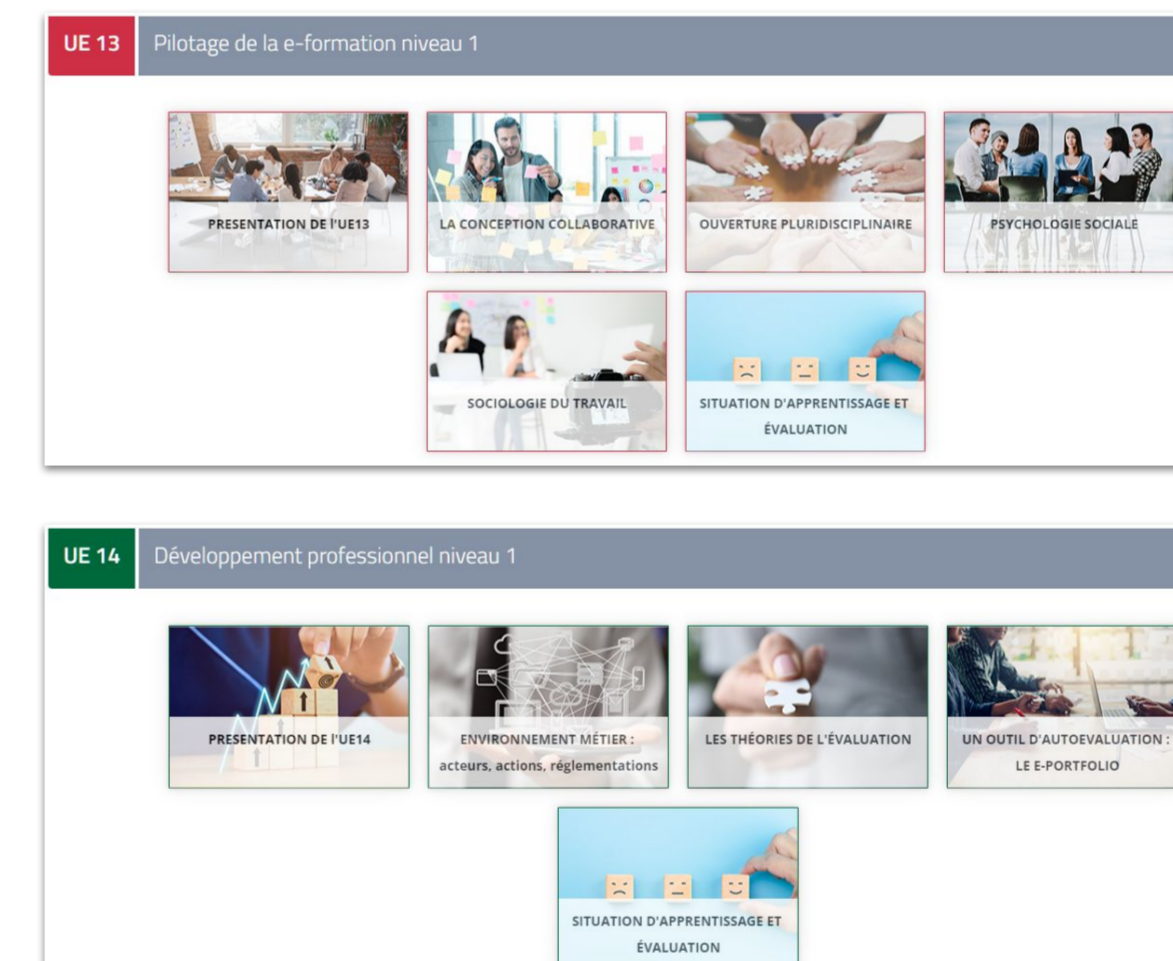 UE 13 Pilotage de la e-formation niveau 1
PRESENTATION DE l'UE13
LA CONCEPTION COLLABORATIVE
OUVERTURE PLURIDISCIPLINAIRE
PSYCHOLOGIE SOCIALE
SOCIOLOGIE DU TRAVAIL
SITUATION D'APPRENTISSAGE ET
ÉVALUATION
UE 14 Développement professionnel niveau 1
PRESENTATION DE l'UE14
ENVIRONNEMENT MÉTIER :
acteurs, actions, réglementations
LES THÉORIES DE L'ÉVALUATION
UN OUTIL D'AUTOEVALUATION :
LE E-PORTFOLIO
SITUATION D'APPRENTISSAGE ET
ÉVALUATION